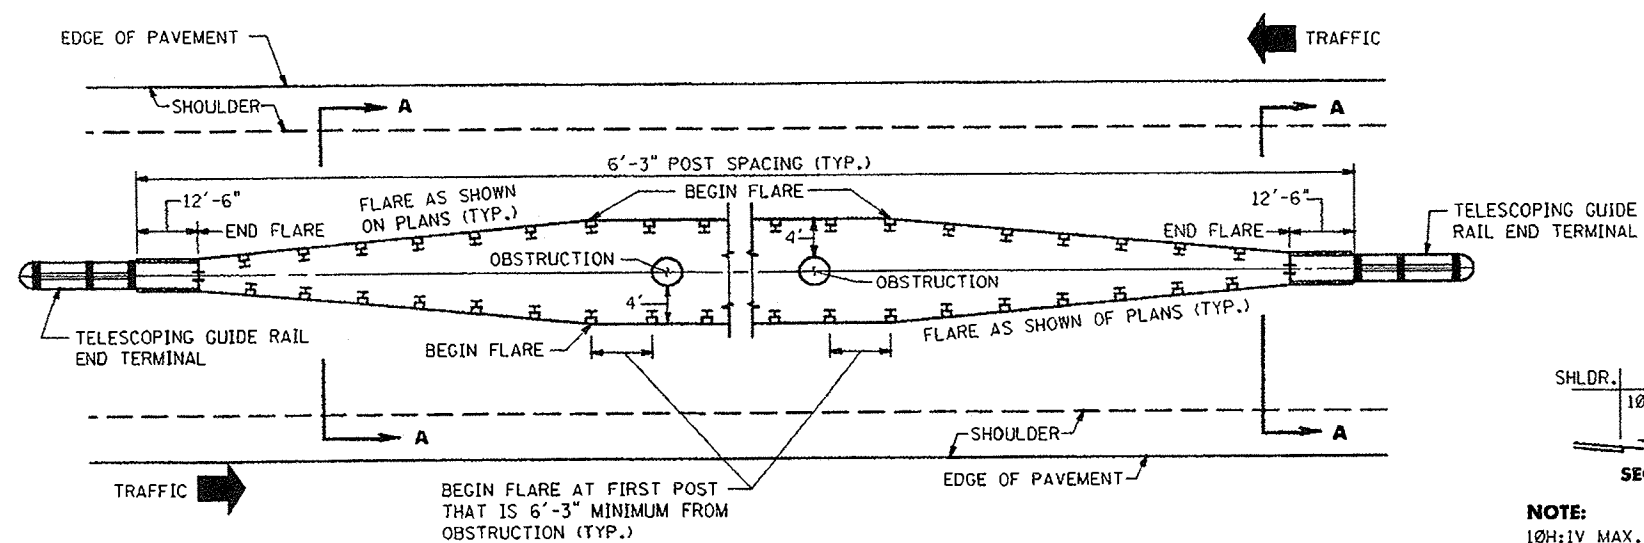 EDGE OF PAVEMENT
TRAFFIC
SHOULDER
A
A
6'-3" POST SPACING (TYP.)
12'-6"
FLARE AS SHOWN
ON PLANS (TYP.)
BEGIN FLARE
12'-6"
END FLARE
4'
END FLARE
TELESCOPING GUIDE
RAIL END TERMINAL
OBSTRUCTION
OBSTRUCTION
4'
TELESCOPING GUIDE RAIL
END TERMINAL
BEGIN FLARE
FLARE AS SHOWN OF PLANS (TYP.)
SHLDR.
10
A
SHOULDER
A
EDGE OF PAVEMENT
TRAFFIC
BEGIN FLARE AT FIRST POST
THAT IS 6'-3" MINIMUM FROM
OBSTRUCTION (TYP.)
NOTE:
10H:1V MAX.